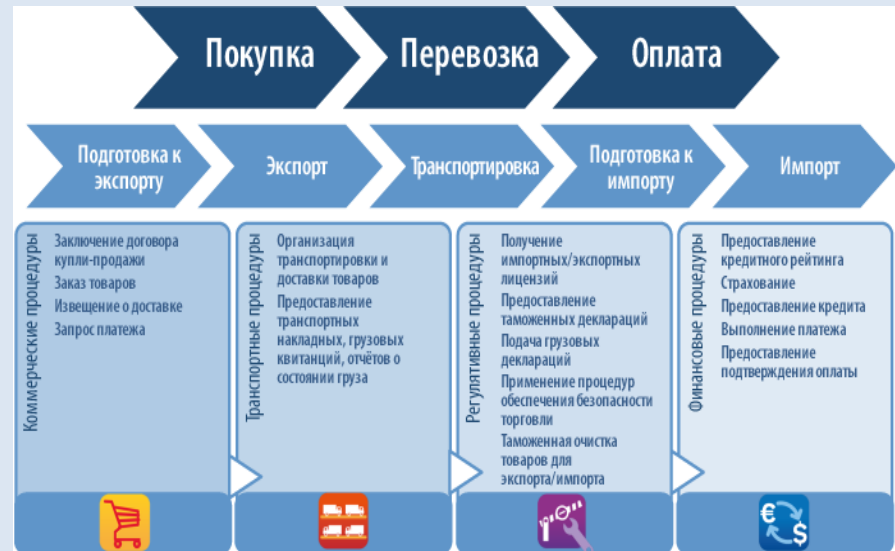 Покупка
Перевозка
Оплата
Подготовка к
экспорту
Экспорт
Транспортировка
Подготовка к
импорту
Импорт
Коммерческие процедуры
Заключение договора
купли-продажи
Заказ товаров
Извещение о доставке
Запрос платежа
Транспортные процедуры
Организация
транспортировки и
доставки товаров
Предоставление
транспортных
накладных, грузовых
квитанций, отчётов о
состоянии груза
Регулятивные процедуры
Получение
импортных/экспортных
лицензий
Предоставление
таможенных деклараций
Подача грузовых
деклараций
Применение процедур
обеспечения безопасности
торговли
Таможенная очистка
товаров для
экспорта/импорта
Финансовые процедуры
Предоставление
кредитного рейтинга
Страхование
Предоставление кредита
Выполнение платежа
Предоставление
подтверждения оплаты
€
$